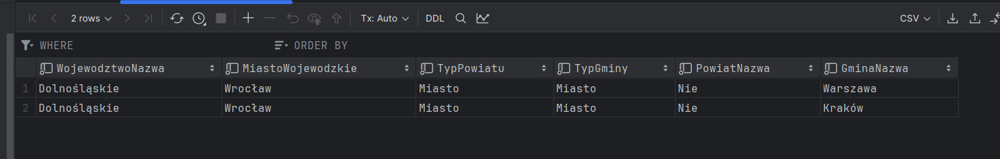 2 rows Tx: Auto DDL CSV
WHERE ORDER BY
WojewodztwoNazwa MiastoWojewodzkie TypPowiatu TypGminy PowiatNazwa GminaNazwa
1 Dolnośląskie Wrocław Miasto Miasto Nie Warszawa
2 Dolnośląskie Wrocław Miasto Miasto Nie Kraków